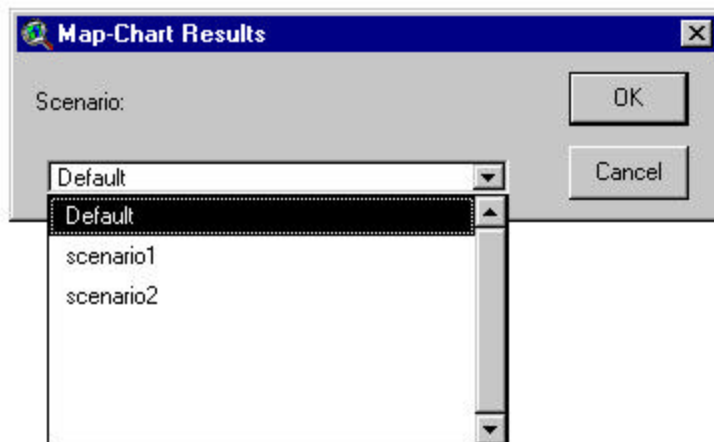 Map-Chart Results
Scenario:
OK
Default
Cancel
Default
scenario1
scenario2